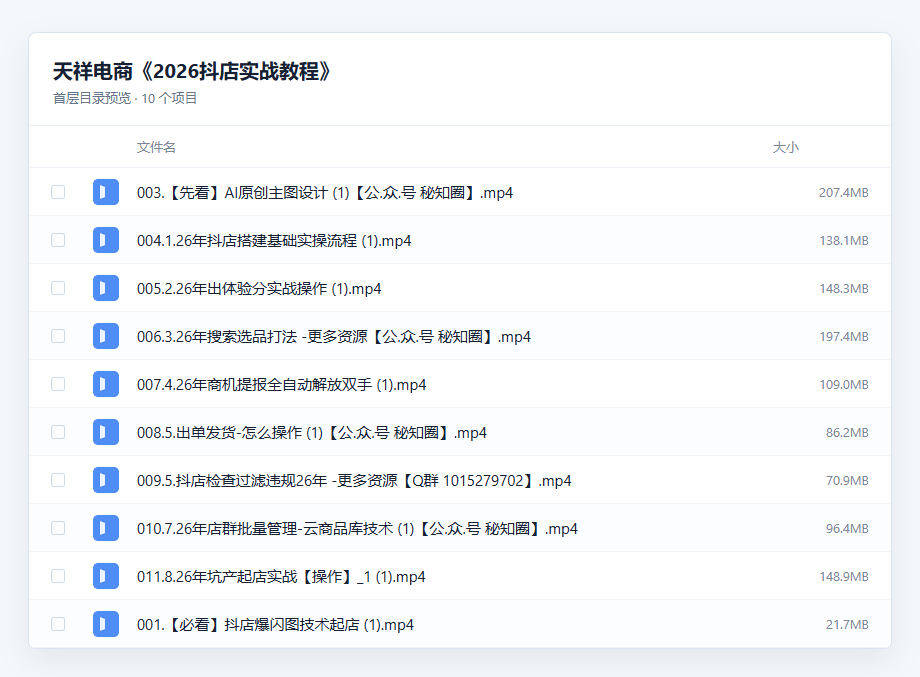 天祥电商《2026抖店实战教程》
首层目录预览 · 10 个项目
文件名 大小
003.【先看】AI原创主图设计 (1)【公.众.号 秘知圈】.mp4 207.4MB
004.1.26年抖店搭建基础实操流程 (1).mp4 138.1MB
005.2.26年出体验分实战操作 (1).mp4 148.3MB
006.3.26年搜索选品打法 -更多资源【公.众.号 秘知圈】.mp4 197.4MB
007.4.26年商机提报全自动解放双手 (1).mp4 109.0MB
008.5.出单发货-怎么操作 (1)【公.众.号 秘知圈】.mp4 86.2MB
009.5.抖店检查过滤违规26年 -更多资源【Q群 1015279702】.mp4 70.9MB
010.7.26年店群批量管理-云商品库技术 (1)【公.众.号 秘知圈】.mp4 96.4MB
011.8.26年坑产起店实战【操作】_1 (1).mp4 148.9MB
001.【必看】抖店爆闪图技术起店 (1).mp4 21.7MB